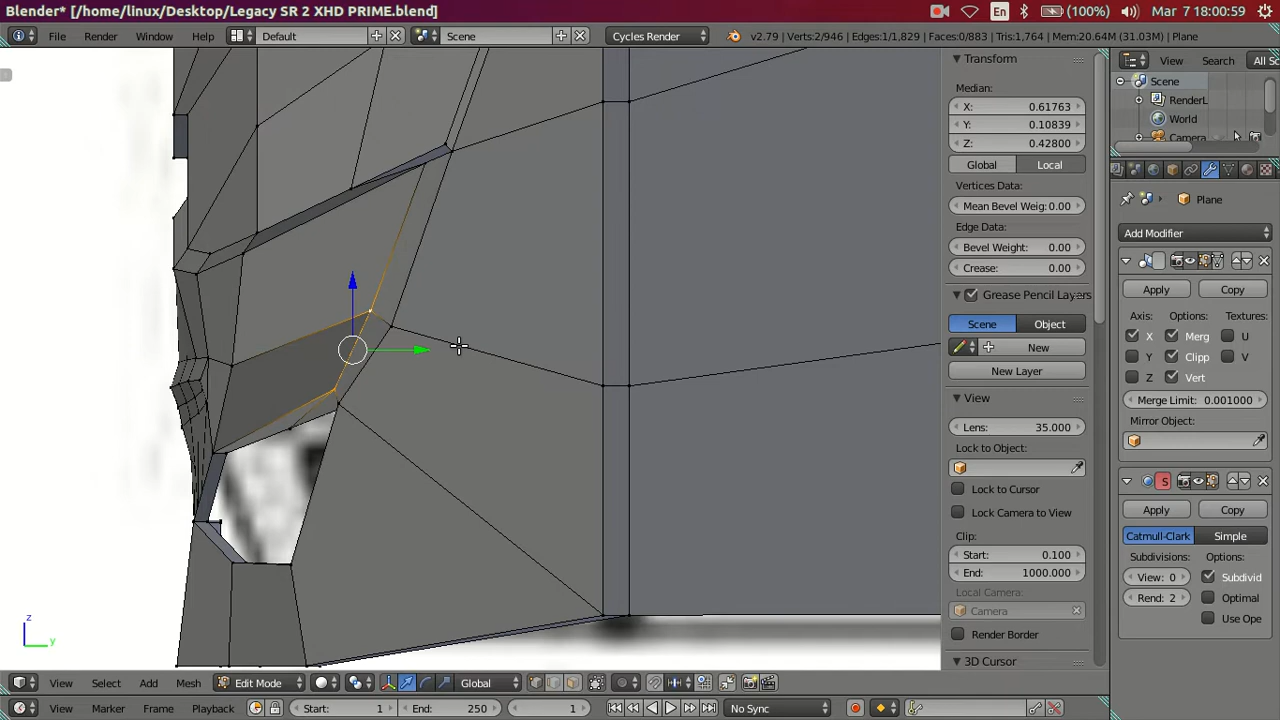 Blender* [/home/linux/Desktop/Legacy SR 2 XHD PRIME.blend]
En (100%) Mar 7 18:00:59
File Render Window Help Default Scene Cycles Render v2.79 | Verts:2/946 | Edges:1/1,829 | Faces:0/883 | Tris:1,764 | Mem:20.64M (31.03M) | Plane
Transform
Median:
X: 0.61763
Y: 0.10839
Z: 0.42800
Global Local
Vertices Data:
Mean Bevel Weig: 0.00
Edge Data:
Bevel Weight: 0.00
Crease: 0.00
Grease Pencil Layers
Scene Object
New
New Layer
View
Lens: 35.000
Lock to Object:
Lock to Cursor
Lock Camera to View
Clip:
Start: 0.100
End: 1000.000
Local Camera:
Camera
Render Border
3D Cursor
View Search All Sc
Scene
RenderL
World
Camera
Plane
Add Modifier
Apply Copy
Axis: Options: Textures:
X Merg U
Y Clipp V
Z Vert
Merge Limit: 0.001000
Mirror Object:
S
Apply Copy
Catmull-Clark Simple
Subdivisions: Options:
View: 0 Subdivid
Rend: 2 Optimal
Use Ope
z
y
View Select Add Mesh Edit Mode Global
View Marker Frame Playback Start: 1 End: 250 1 No Sync